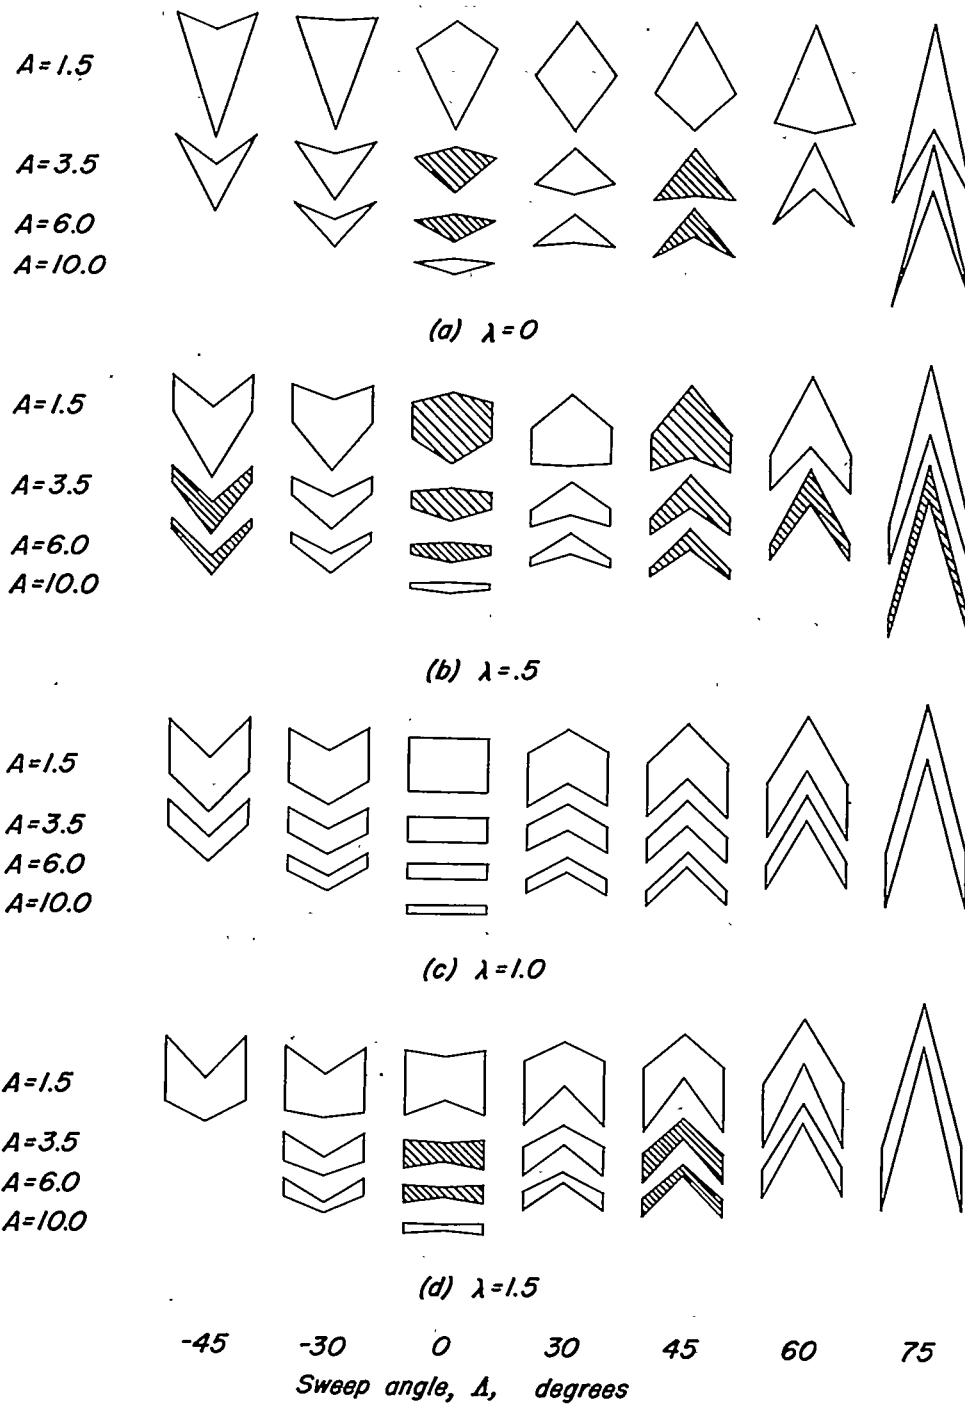 A=1.5
A=3.5
A=6.0
A=10.0
(a) λ=0
A=1.5
A=3.5
A=6.0
A=10.0
(b) λ=.5
A=1.5
A=3.5
A=6.0
A=10.0
(c) λ=1.0
A=1.5
A=3.5
A=6.0
A=10.0
(d) λ=1.5
-45 -30 0 30 45 60 75
Sweep angle, Λ, degrees